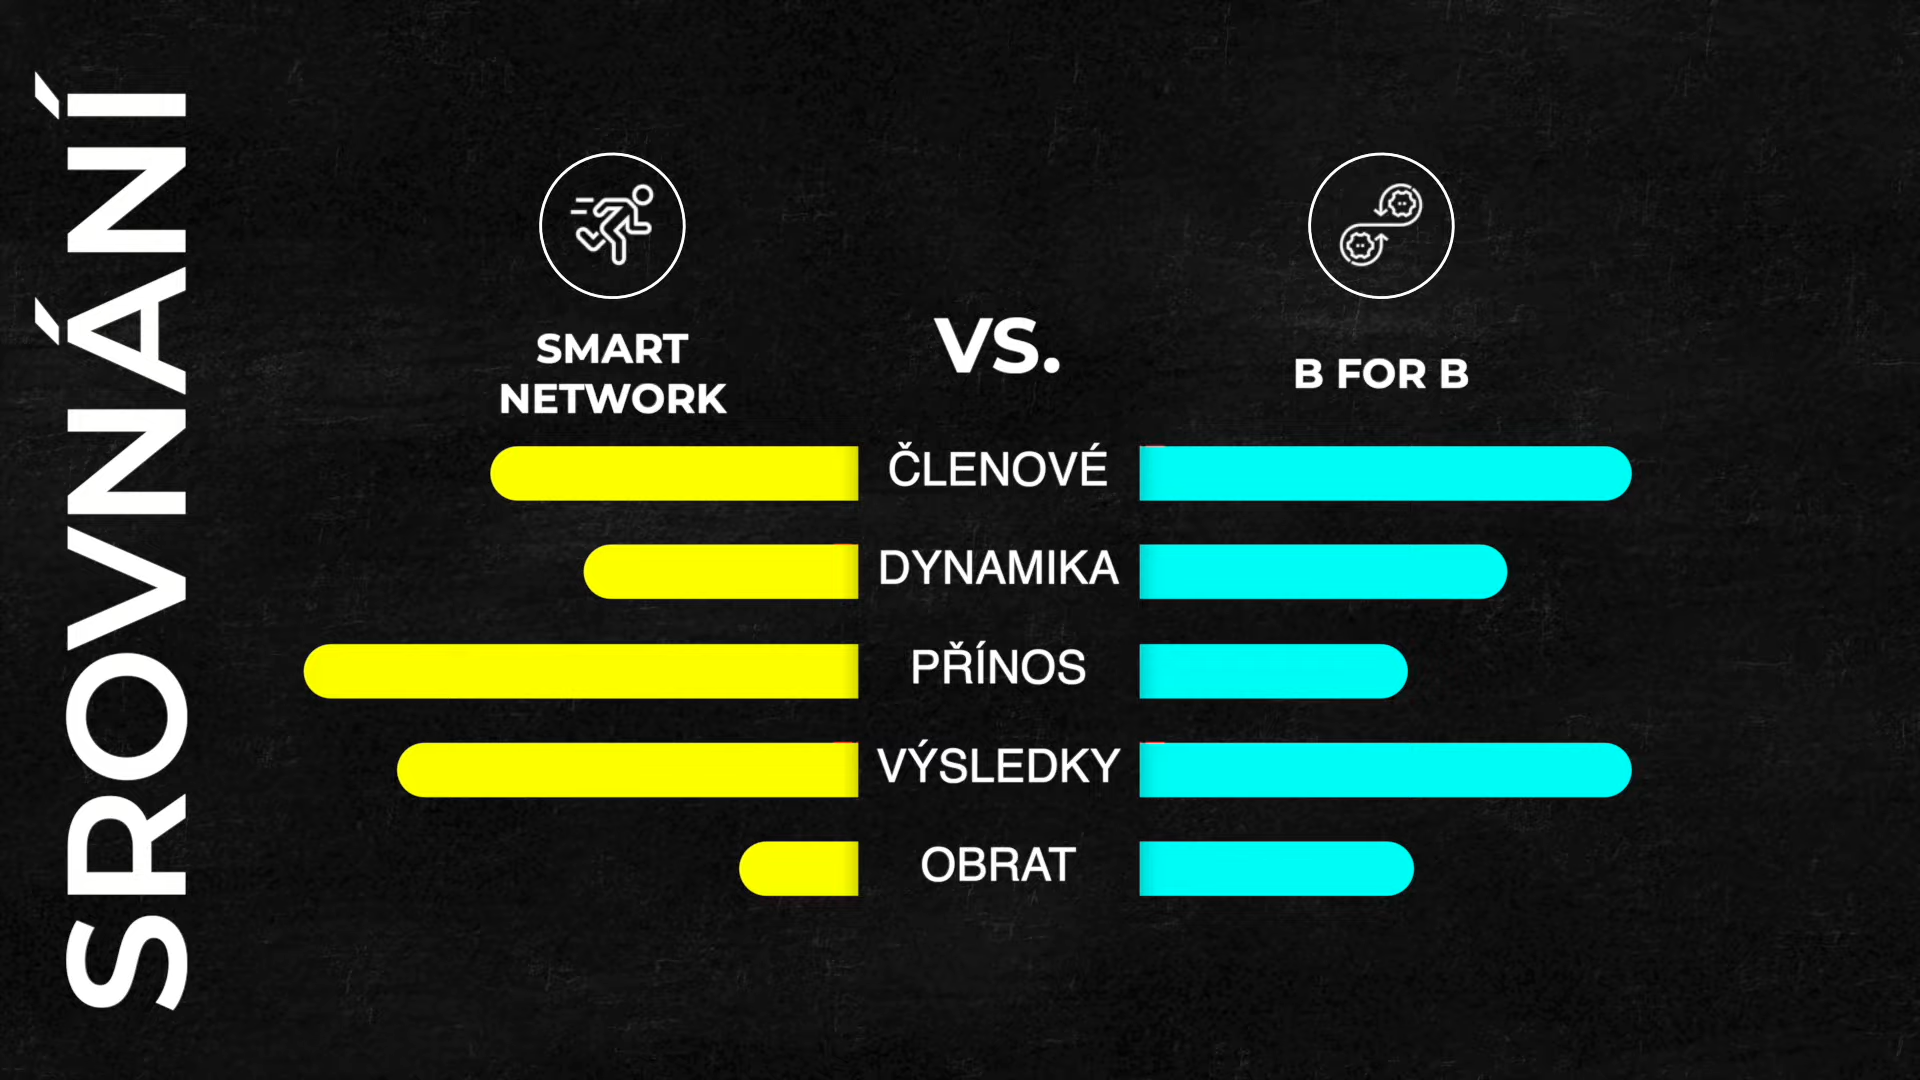 SROVNÁNÍ
SMART
NETWORK
VS.
B FOR B
ČLENOVÉ
DYNAMIKA
PŘÍNOS
VÝSLEDKY
OBRAT